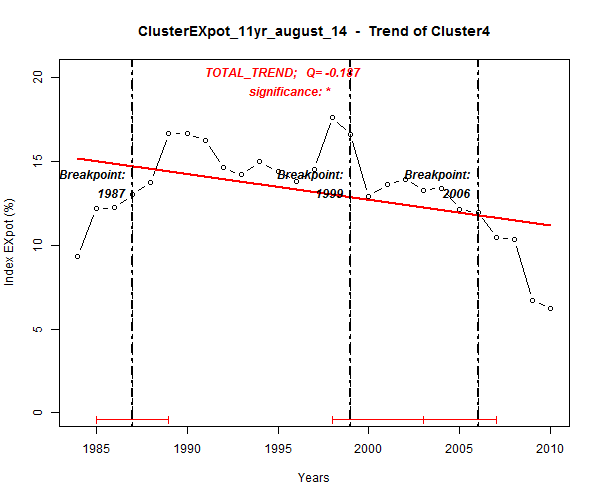 ClusterEXpot_11yr_august_14 - Trend of Cluster4
TOTAL_TREND; Q= -0.187
significance: *
Breakpoint:
1987
Breakpoint:
1999
Breakpoint:
2006
Index EXpot (%)
20
15
10
5
0
1985 1990 1995 2000 2005 2010
Years